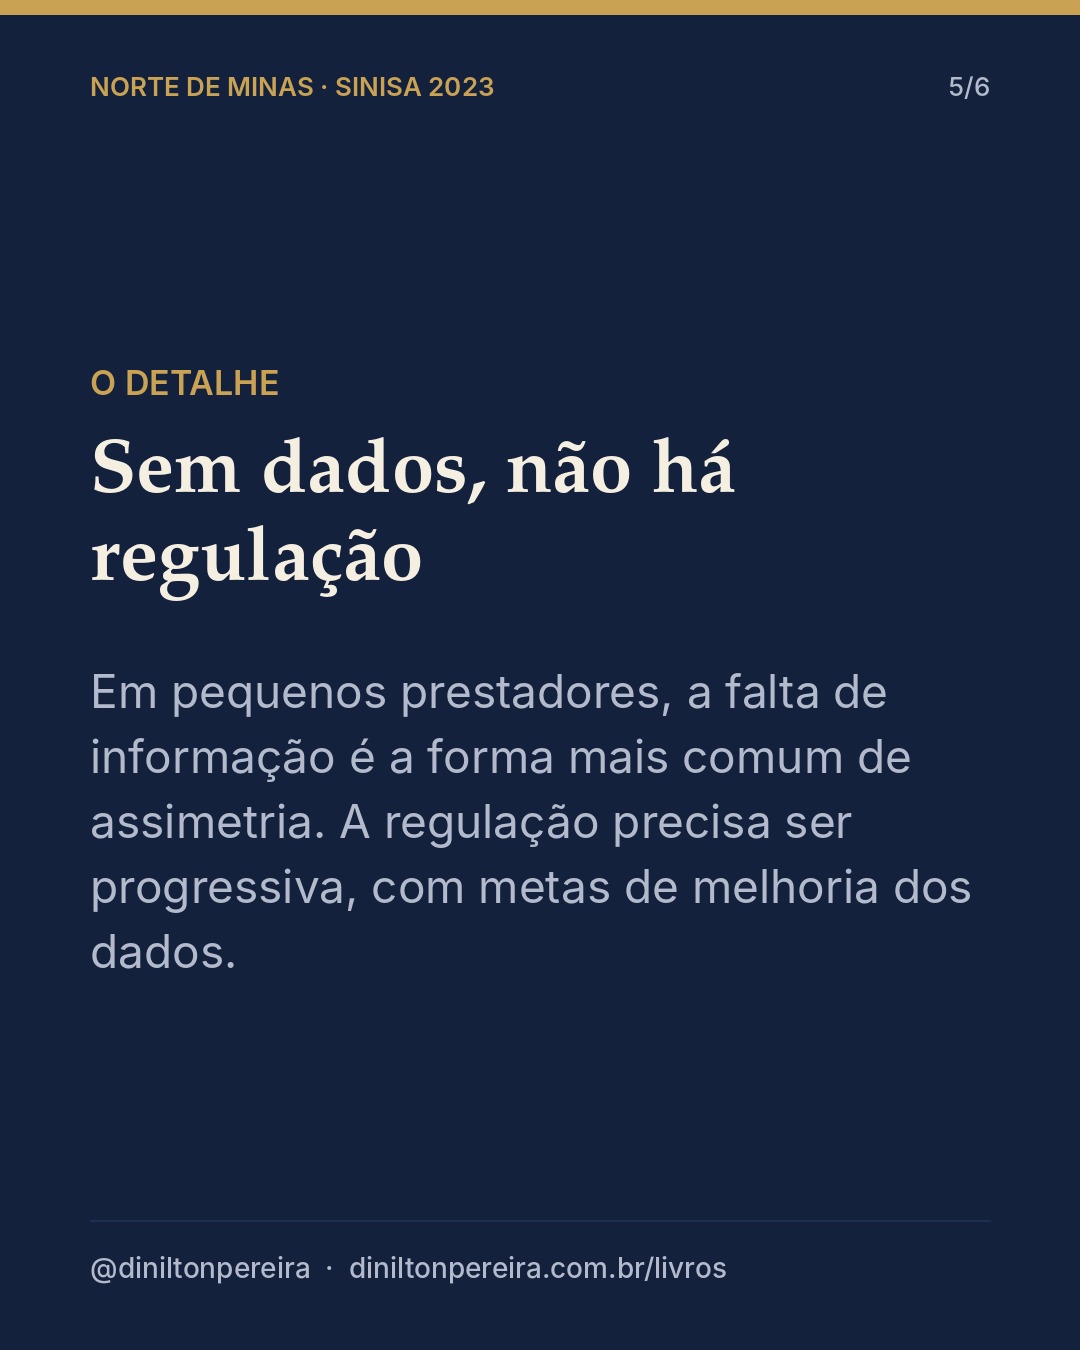 NORTE DE MINAS · SINISA 2023
5/6
O DETALHE
Sem dados, não há
regulação
Em pequenos prestadores, a falta de
informação é a forma mais comum de
assimetria. A regulação precisa ser
progressiva, com metas de melhoria dos
dados.
@diniltonpereira · diniltonpereira.com.br/livros